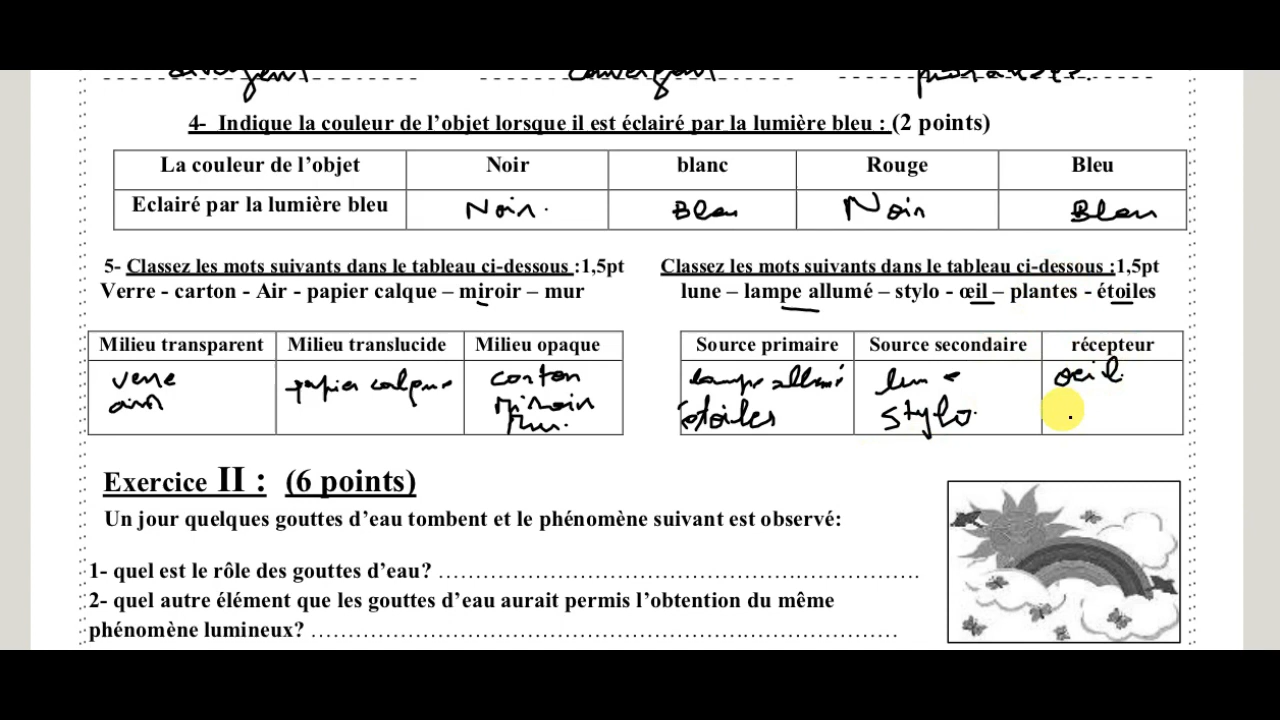 divergent convergent
4- Indique la couleur de l'objet lorsque il est éclairé par la lumière bleu : (2 points)
La couleur de l'objet Noir blanc Rouge Bleu
Eclairé par la lumière bleu Noir. Bleu Noir Bleu
5- Classez les mots suivants dans le tableau ci-dessous :1,5pt
Verre - carton - Air - papier calque – miroir – mur
Classez les mots suivants dans le tableau ci-dessous :1,5pt
lune – lampe allumé – stylo - œil – plantes - étoiles
Milieu transparent Milieu translucide Milieu opaque
verre papier calque carton
air miroir
mur.
Source primaire Source secondaire récepteur
lampe allumé lune oeil.
étoiles stylo.
Exercice II : (6 points)
Un jour quelques gouttes d'eau tombent et le phénomène suivant est observé:
1- quel est le rôle des gouttes d'eau? ........................................................
2- quel autre élément que les gouttes d'eau aurait permis l'obtention du même
phénomène lumineux? ........................................................